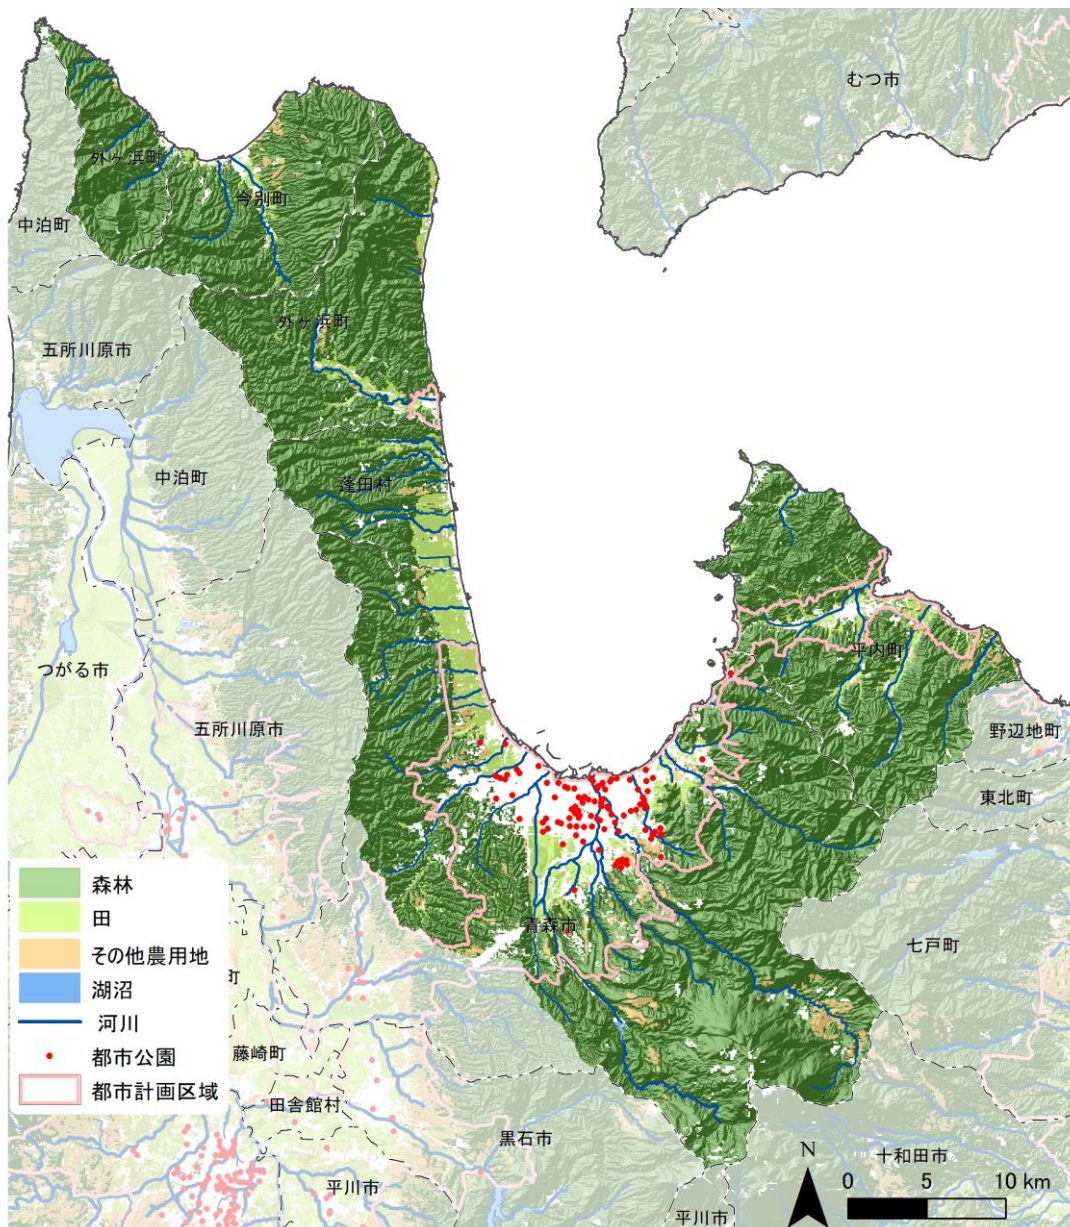 むつ市
外ヶ浜町
今別町
中泊町
外ヶ浜町
五所川原市
中泊町
蓬田村
平内町
つがる市
五所川原市
野辺地町
東北町
青森市
七戸町
森林
田
その他農用地
湖沼
河川
都市公園
都市計画区域
町
藤崎町
田舎館村
黒石市
平川市
十和田市
平川市
N
0 5 10 km